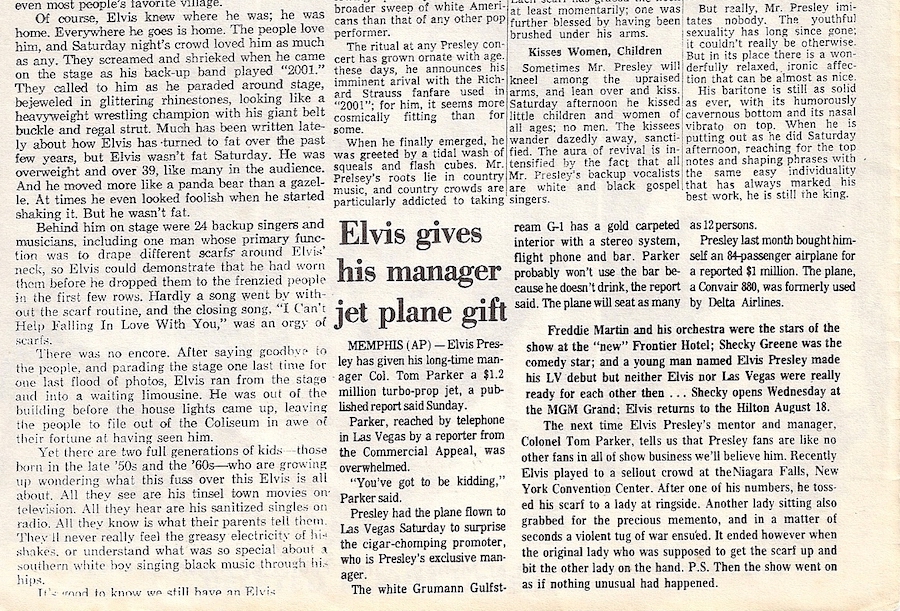 even most people's favorite village.
Of course, Elvis knew where he was; he was
home. Everywhere he goes is home. The people love
him, and Saturday night's crowd loved him as much
as any. They screamed and shrieked when he came
on the stage as his back-up band played "2001."
They called to him as he paraded around stage,
bejeweled in glittering rhinestones, looking like a
heavyweight wrestling champion with his giant belt
buckle and regal strut. Much has been written late-
ly about how Elvis has turned to fat over the past
few years, but Elvis wasn't fat Saturday. He was
overweight and over 39, like many in the audience.
And he moved more like a panda bear than a gazel-
le. At times he even looked foolish when he started
shaking it. But he wasn't fat.
Behind him on stage were 24 backup singers and
musicians, including one man whose primary func-
tion was to drape different scarfs around Elvis'
neck, so Elvis could demonstrate that he had worn
them before he dropped them to the frenzied people
in the first few rows. Hardly a song went by with-
out the scarf routine, and the closing song, "I Can't
Help Falling In Love With You," was an orgy of
scarfs.
There was no encore. After saying goodbye to
the people, and parading the stage one last time for
one last flood of photos, Elvis ran from the stage
and into a waiting limousine. He was out of the
building before the house lights came up, leaving
the people to file out of the Coliseum in awe of
their fortune at having seen him.
Yet there are two full generations of kids—those
born in the late '50s and the '60s—who are growing
up wondering what this fuss over this Elvis is all
about. All they see are his tinsel town movies on
television. All they hear are his sanitized singles on
radio. All they know is what their parents tell them.
They'll never really feel the greasy electricity of his
shakes, or understand what was so special about a
southern white boy singing black music through his
hips.
It's good to know we still have an Elvis
broader sweep of white Ameri-
cans than that of any other pop
performer.
The ritual at any Presley con-
cert has grown ornate with age.
these days, he announces his
imminent arival with the Rich-
ard Strauss fanfare used in
"2001"; for him, it seems more
cosmically fitting than for
some.
When he finally emerged, he
was greeted by a tidal wash of
squeals and flash cubes. Mr.
Prelsey's roots lie in country
music, and country crowds are
particularly addicted to taking
at least momentarily; one was
further blessed by having been
brushed under his arms.
Kisses Women, Children
Sometimes Mr. Presley will
kneel among the upraised
arms, and lean over and kiss.
Saturday afternoon he kissed
little children and women of
all ages; no men. The kissees
wander dazedly away, sancti-
fied. The aura of revival is in-
tensified by the fact that all
Mr. Presley's backup vocalists
are white and black gospel
singers.
But rzally, Mr. Presley imi-
tates nobody. The youthful
sexuality has long since gone;
it couldn't really be otherwise.
But in its place there is a won-
derfully relaxed, ironic affec-
tion that can be almost as nice.
His baritone is still as solid
as ever, with its humorously
cavernous bottom and its nasal
vibrato on top. When he is
putting out as he did Saturday
afternoon, reaching for the top
notes and shaping phrases with
the same easy individuality
that has always marked his
best work, he is still the king.
Elvis gives
his manager
jet plane gift
MEMPHIS (AP) — Elvis Pres-
ley has given his long-time man-
ager Col. Tom Parker a $1.2
million turbo-prop jet, a pub-
lished report said Sunday.
Parker, reached by telephone
in Las Vegas by a reporter from
the Commercial Appeal, was
overwhelmed.
"You've got to be kidding,"
Parker said.
Presley had the plane flown to
Las Vegas Saturday to surprise
the cigar-chomping promoter,
who is Presley's exclusive man-
ager.
The white Grumann Gulfst-
ream G-1 has a gold carpeted
interior with a stereo system,
flight phone and bar. Parker
probably won't use the bar be-
cause he doesn't drink, the report
said. The plane will seat as many
as 12 persons.
Presley last month bought him-
self an 84-passenger airplane for
a reported $1 million. The plane,
a Convair 880, was formerly used
by Delta Airlines.
Freddie Martin and his orchestra were the stars of the
show at the "new" Frontier Hotel; Shecky Greene was the
comedy star; and a young man named Elvis Presley made
his LV debut but neither Elvis nor Las Vegas were really
ready for each other then . . . Shecky opens Wednesday at
the MGM Grand; Elvis returns to the Hilton August 18.
The next time Elvis Presley's mentor and manager,
Colonel Tom Parker, tells us that Presley fans are like no
other fans in all of show business we'll believe him. Recently
Elvis played to a sellout crowd at theNiagara Falls, New
York Convention Center. After one of his numbers, he toss-
ed his scarf to a lady at ringside. Another lady sitting also
grabbed for the precious memento, and in a matter of
seconds a violent tug of war ensued. It ended however when
the original lady who was supposed to get the scarf up and
bit the other lady on the hand. P.S. Then the show went on
as if nothing unusual had happened.